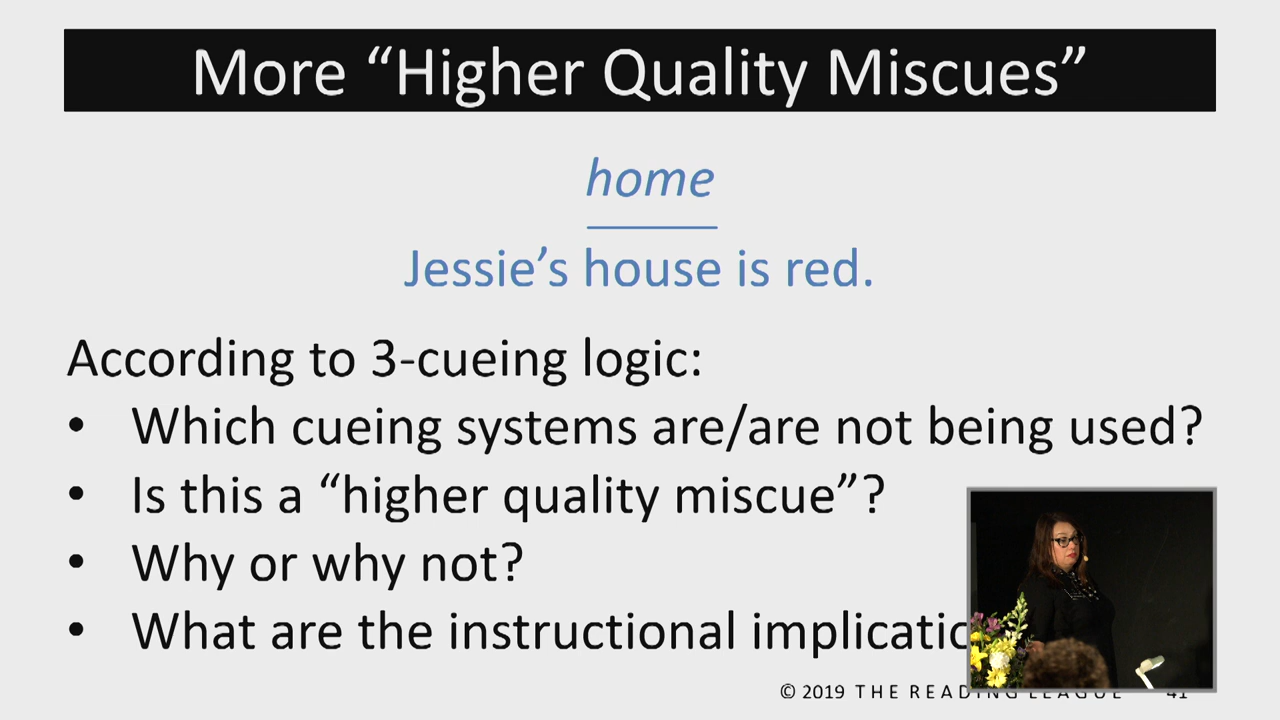 More “Higher Quality Miscues”
home
Jessie’s house is red.
According to 3-cueing logic:
• Which cueing systems are/are not being used?
• Is this a “higher quality miscue”?
• Why or why not?
• What are the instructional
© 2019 THE READING LEAGUE 41